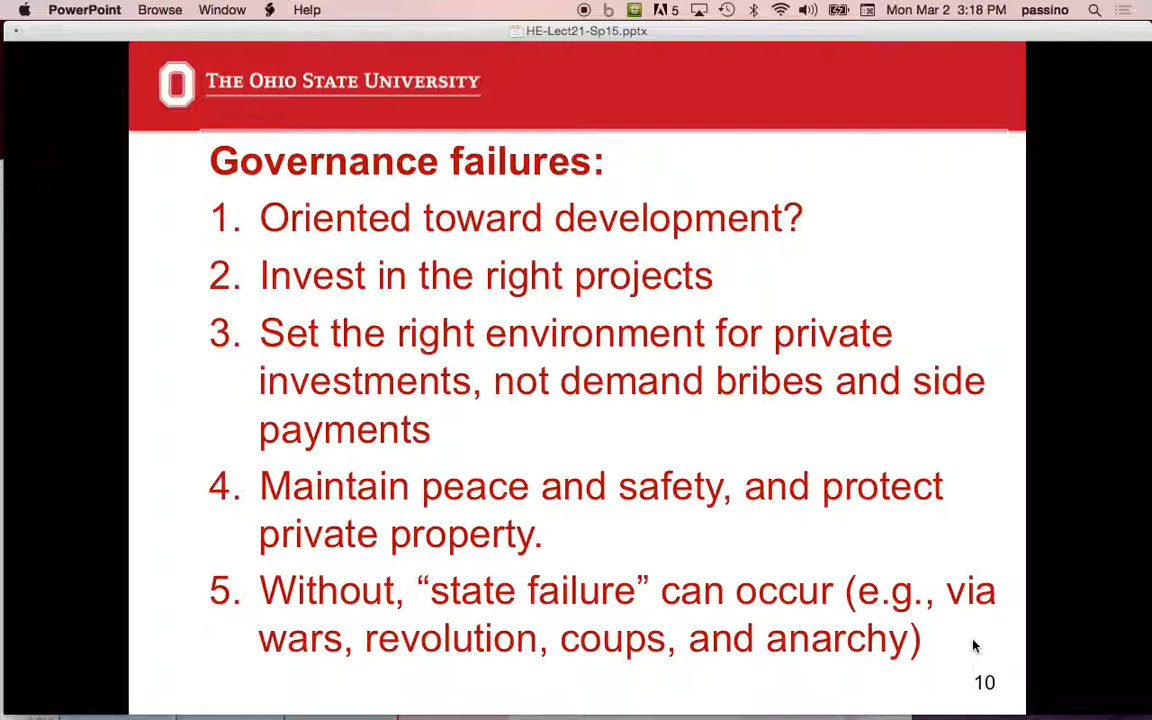 PowerPoint Browse Window Help 5 Mon Mar 2 3:18 PM passino
HE-Lect21-Sp15.pptx
THE OHIO STATE UNIVERSITY
Governance failures:
1. Oriented toward development?
2. Invest in the right projects
3. Set the right environment for private
investments, not demand bribes and side
payments
4. Maintain peace and safety, and protect
private property.
5. Without, “state failure” can occur (e.g., via
wars, revolution, coups, and anarchy)
10